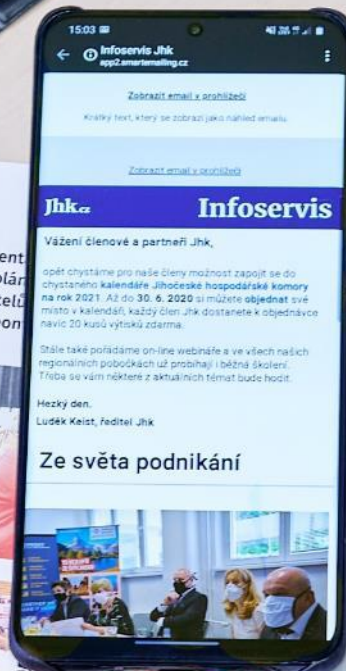 15:03
Infoservis Jhk
app2.smartemailing.cz
Zobrazit email v prohlížeči
Krátký text, který se zobrazí jako náhled emailu.
Zobrazit email v prohlížeči
Jhk.cz Infoservis
Vážení členové a partneři Jhk,
opět chystáme pro naše členy možnost zapojit se do
chystaného kalendáře Jihočeské hospodářské komory
na rok 2021. Až do 30. 6. 2020 si můžete objednat své
místo v kalendáři, každý člen Jhk dostanete k objednávce
navíc 20 kusů výtisků zdarma.
Stále také pořádáme on-line webináře a ve všech našich
regionálních pobočkách už probíhají i běžná školení.
Třeba se vám některé z aktuálních témat bude hodit.
Hezký den.
Luděk Keist, ředitel Jhk
Ze světa podnikání